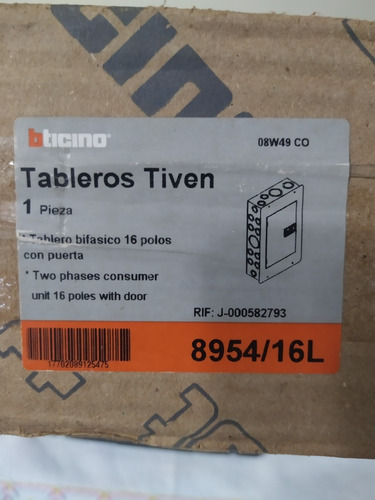 bticino
08W49 CO
Tableros Tiven
1 Pieza
* Tablero bifasico 16 polos
con puerta
* Two phases consumer
unit 16 poles with door
RIF: J-000582793
8954/16L
17702099125475